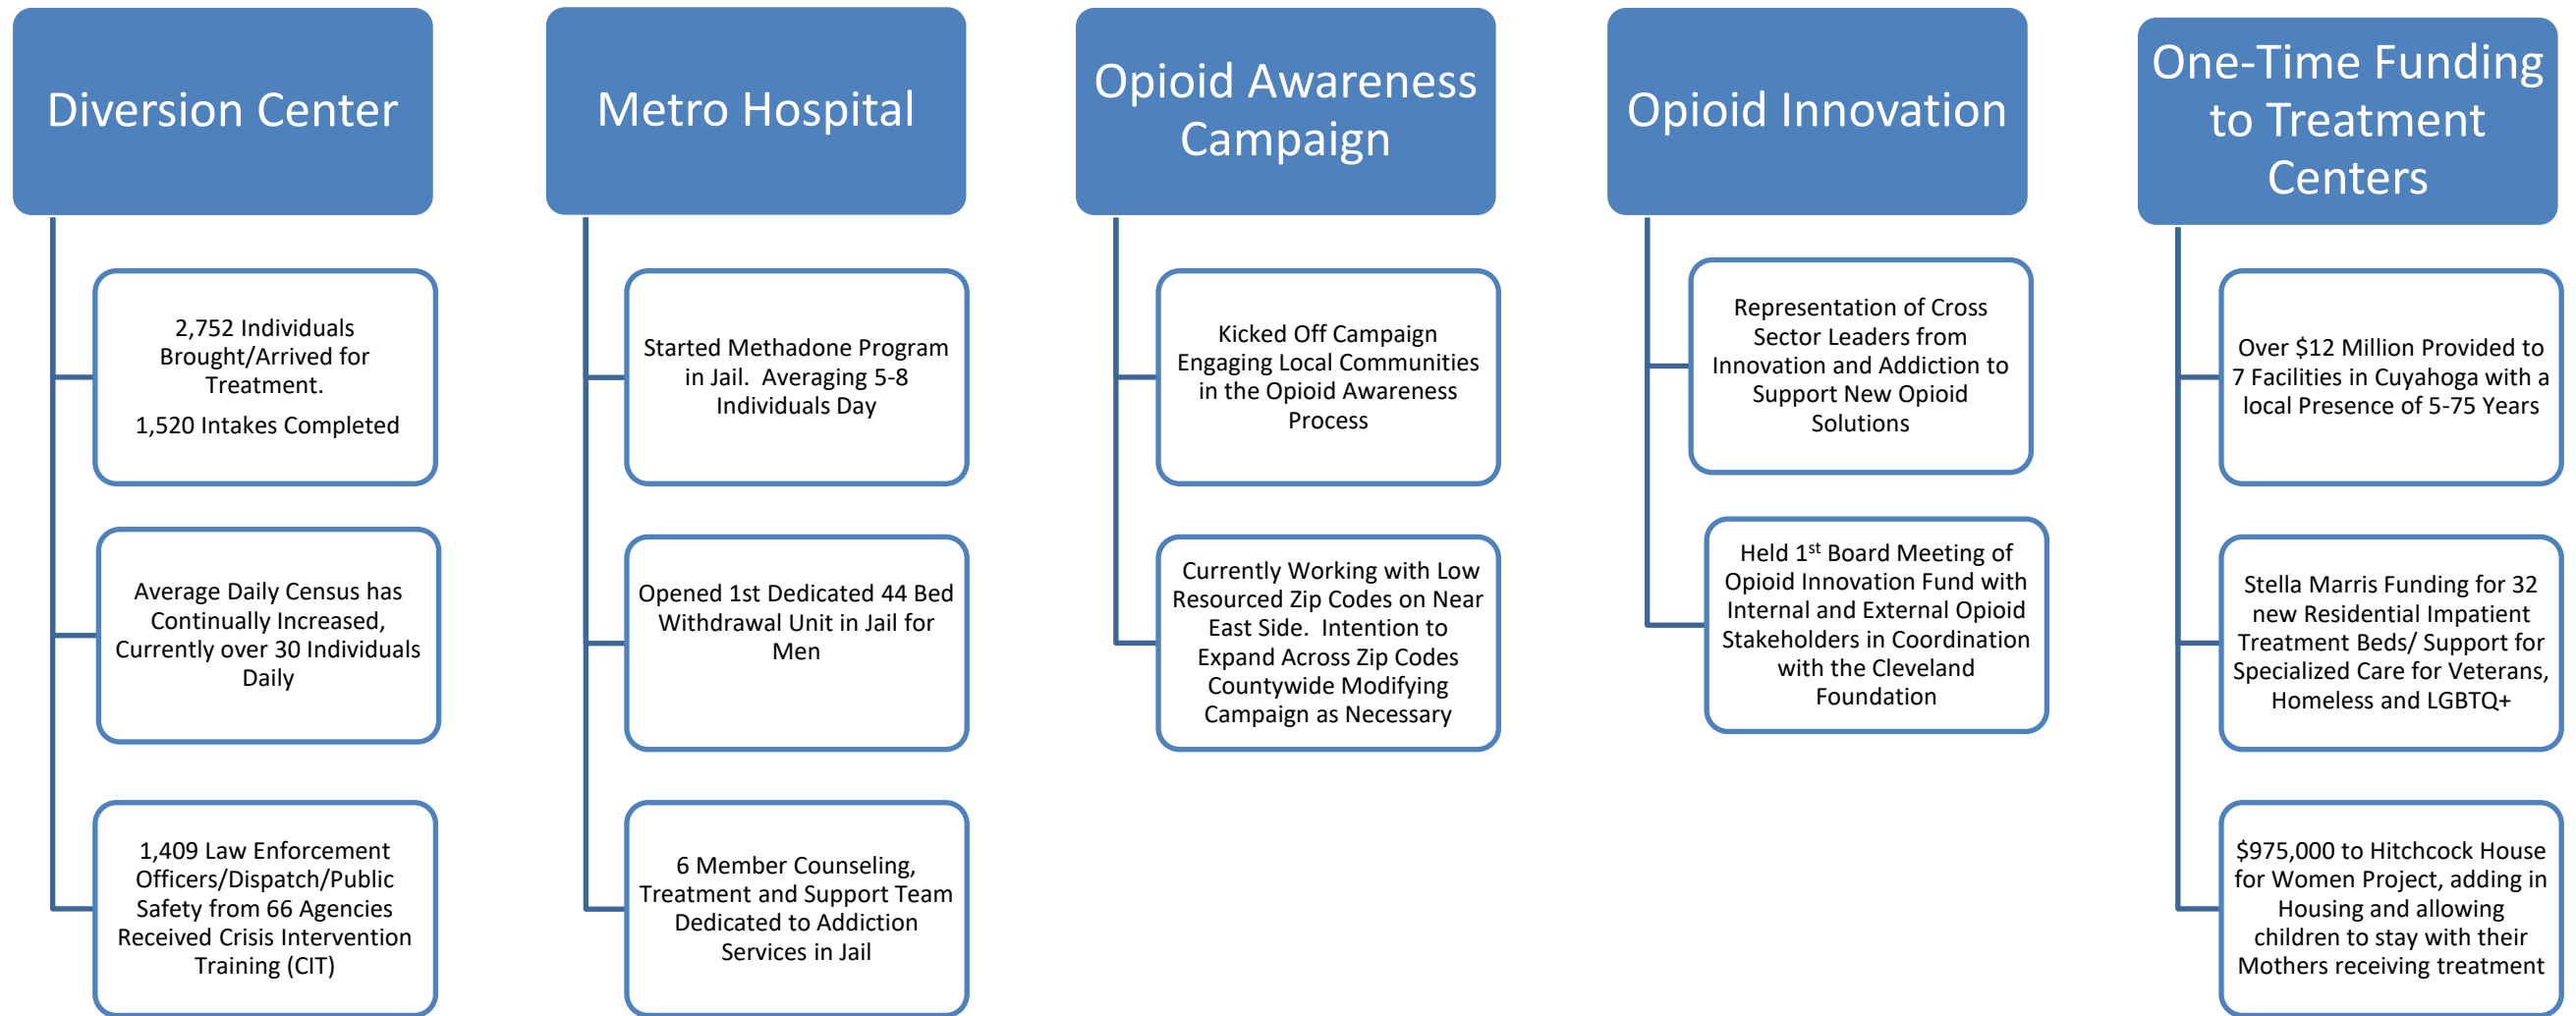 Diversion Center
2,752 Individuals
Brought/Arrived for
Treatment.
1,520 Intakes Completed
Average Daily Census has
Continually Increased,
Currently over 30 Individuals
Daily
1,409 Law Enforcement
Officers/Dispatch/Public
Safety from 66 Agencies
Received Crisis Intervention
Training (CIT)
Metro Hospital
Started Methadone Program
in Jail.  Averaging 5-8
Individuals Day
Opened 1st Dedicated 44 Bed
Withdrawal Unit in Jail for
Men
6 Member Counseling,
Treatment and Support Team
Dedicated to Addiction
Services in Jail
Opioid Awareness
Campaign
Kicked Off Campaign
Engaging Local Communities
in the Opioid Awareness
Process
Currently Working with Low
Resourced Zip Codes on Near
East Side.  Intention to
Expand Across Zip Codes
Countywide Modifying
Campaign as Necessary
Opioid Innovation
Representation of Cross
Sector Leaders from
Innovation and Addiction to
Support New Opioid
Solutions
Held 1st Board Meeting of
Opioid Innovation Fund with
Internal and External Opioid
Stakeholders in Coordination
with the Cleveland
Foundation
One-Time Funding
to Treatment
Centers
Over $12 Million Provided to
7 Facilities in Cuyahoga with a
local Presence of 5-75 Years
Stella Marris Funding for 32
new Residential Impatient
Treatment Beds/ Support for
Specialized Care for Veterans,
Homeless and LGBTQ+
$975,000 to Hitchcock House
for Women Project, adding in
Housing and allowing
children to stay with their
Mothers receiving treatment